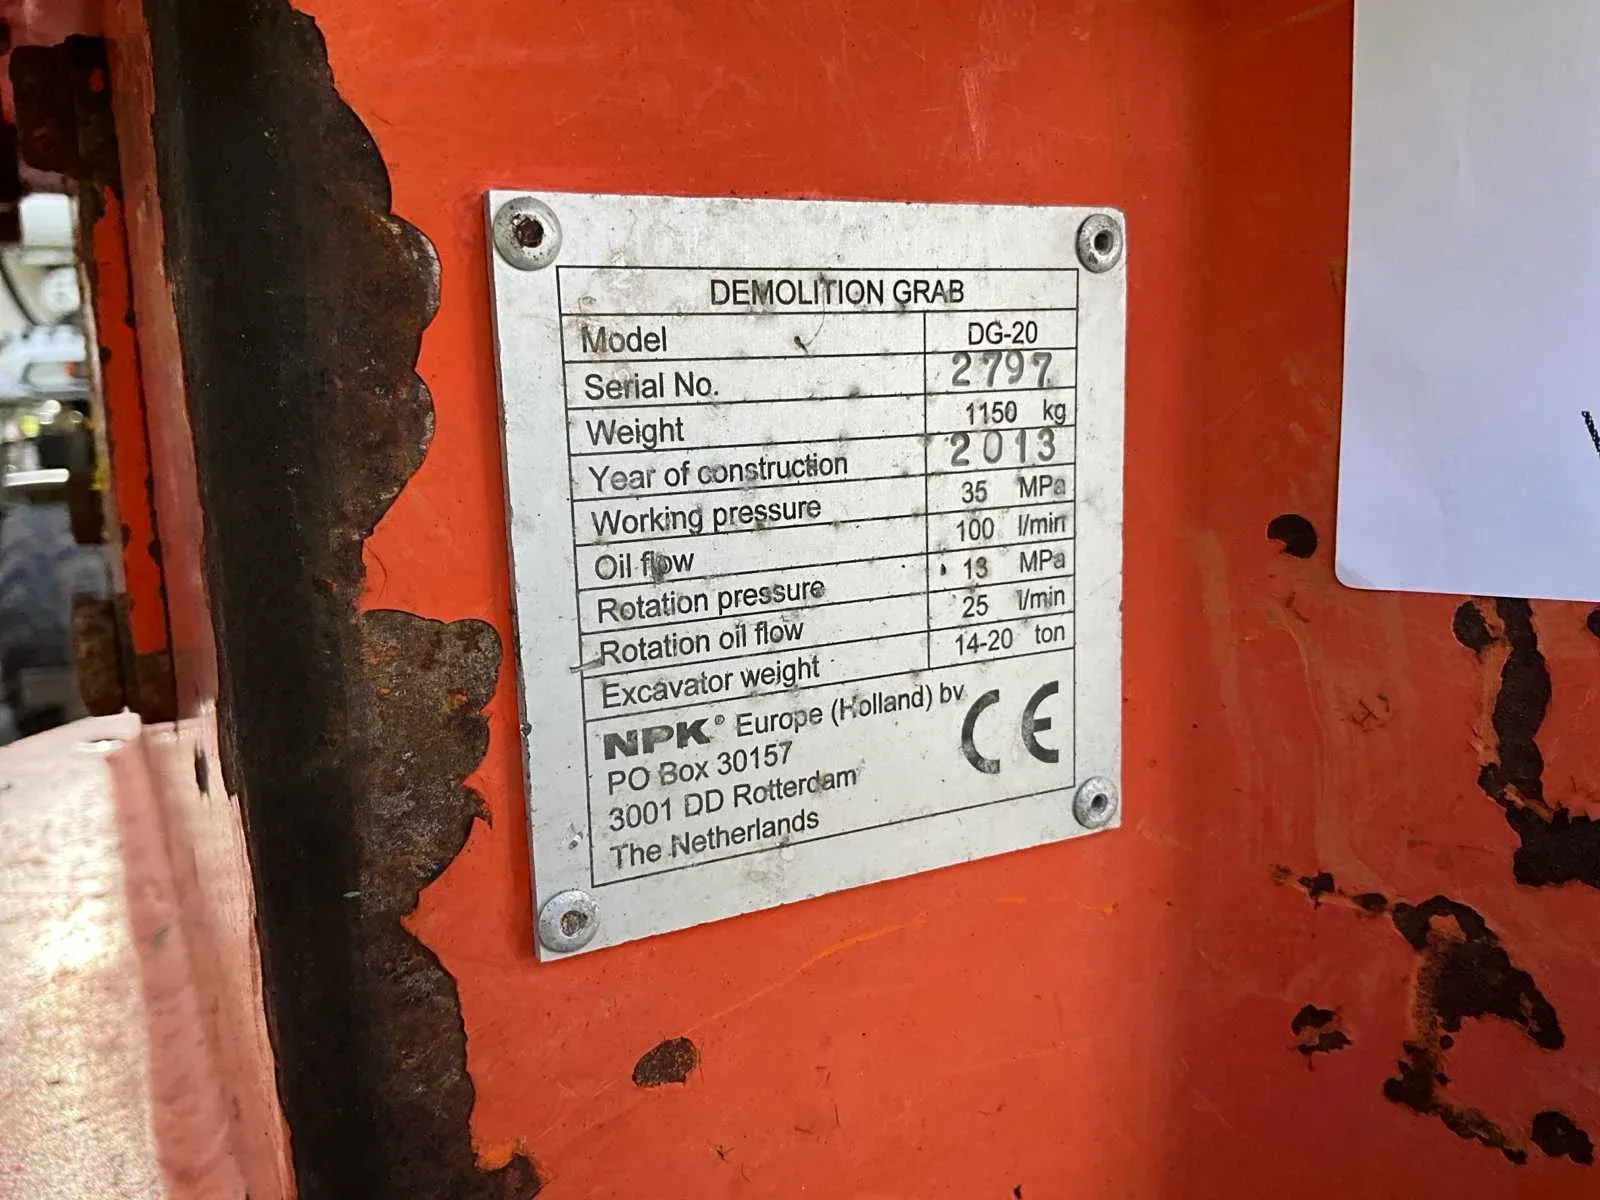 DEMOLITION GRAB
Model DG-20
Serial No. 2797
Weight 1150 kg
Year of construction 2013
Working pressure 35 MPa
Oil flow 100 l/min
Rotation pressure 13 MPa
Rotation oil flow 25 l/min
Excavator weight 14-20 ton
NPK® Europe (Holland) bv
PO Box 30157
3001 DD Rotterdam
The Netherlands
CE